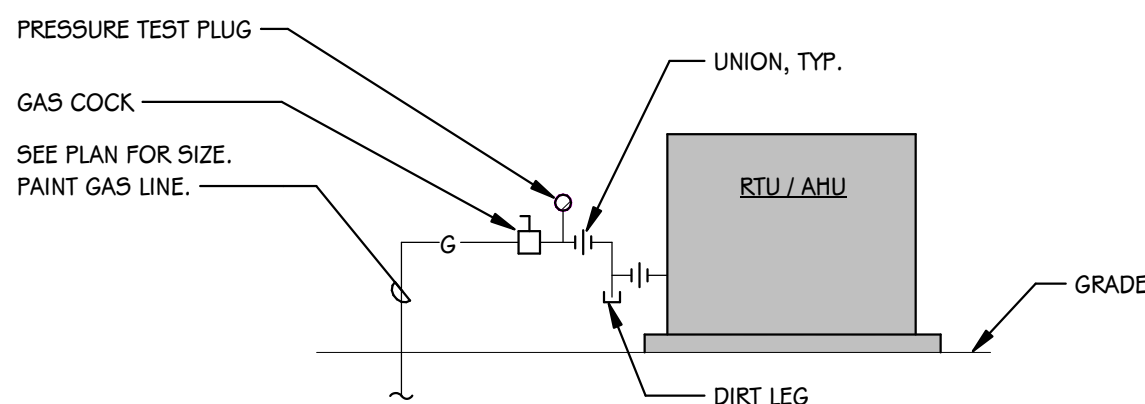 PRESSURE TEST PLUG
UNION, TYP.
GAS COCK
SEE PLAN FOR SIZE.
PAINT GAS LINE.
RTU / AHU
G
GRADE
DIRT LEG